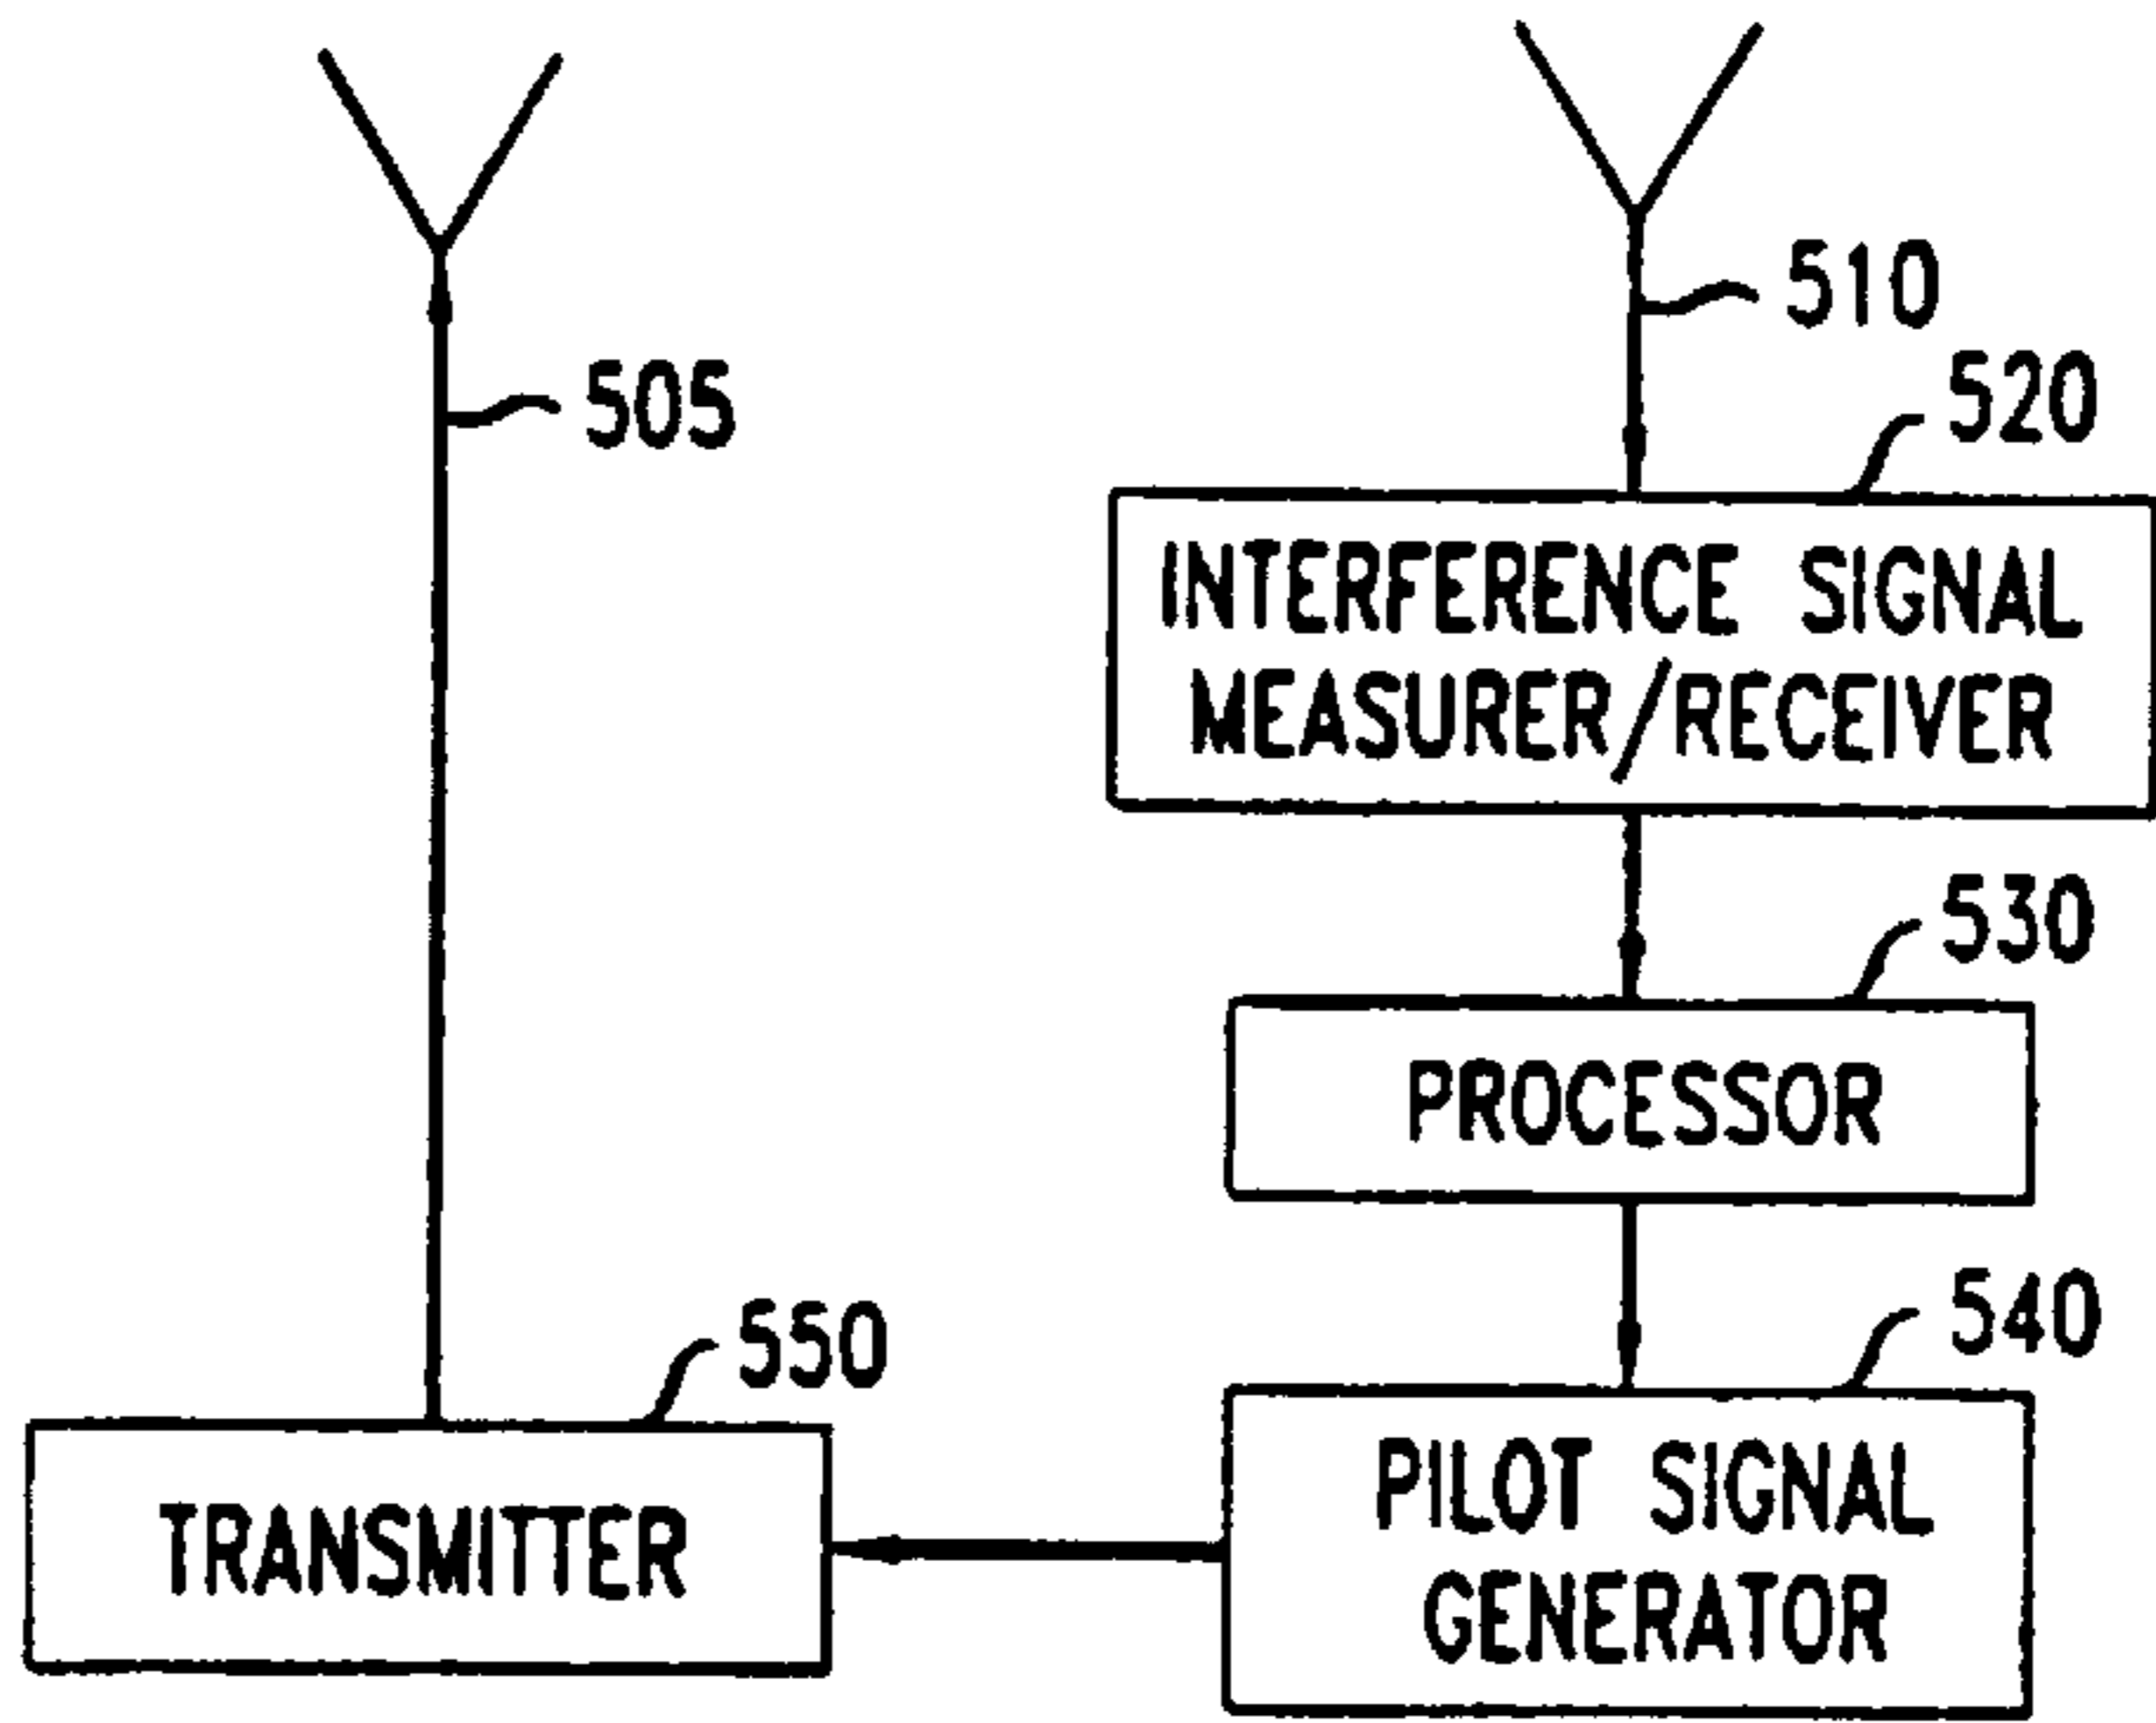 510
505
520
INTERFERENCE SIGNAL
MEASURER/RECEIVER
530
PROCESSOR
550
540
TRANSMITTER
PILOT SIGNAL
GENERATOR